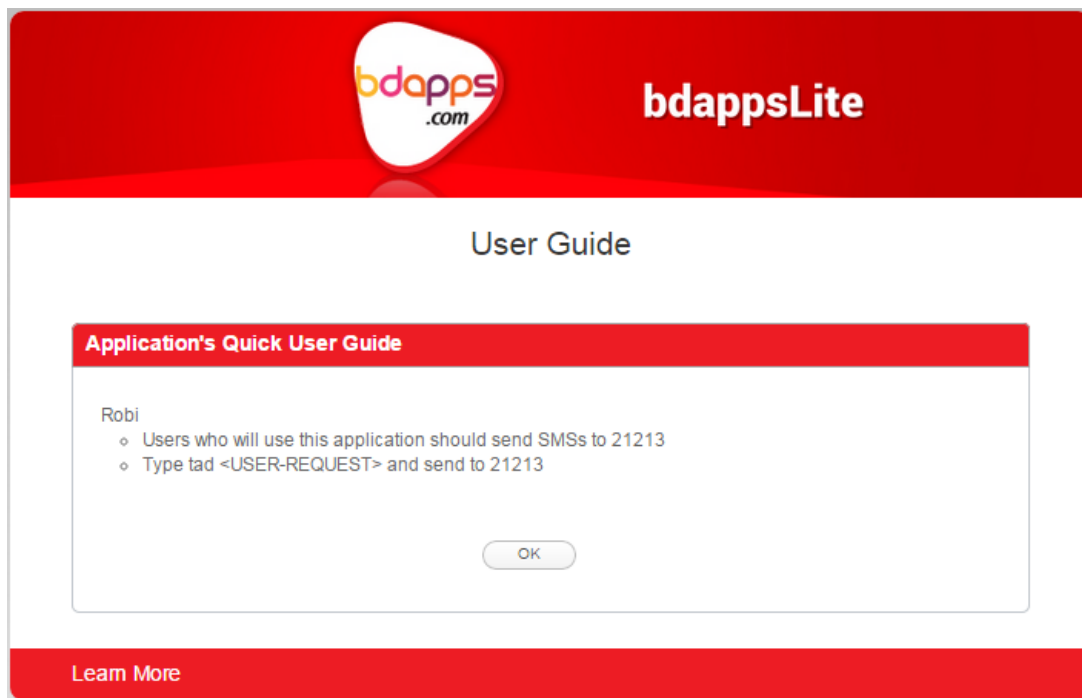 bdapps
.com
bdappsLite
User Guide
Application's Quick User Guide
Robi
Users who will use this application should send SMSs to 21213
Type tad <USER-REQUEST> and send to 21213
OK
Learn More